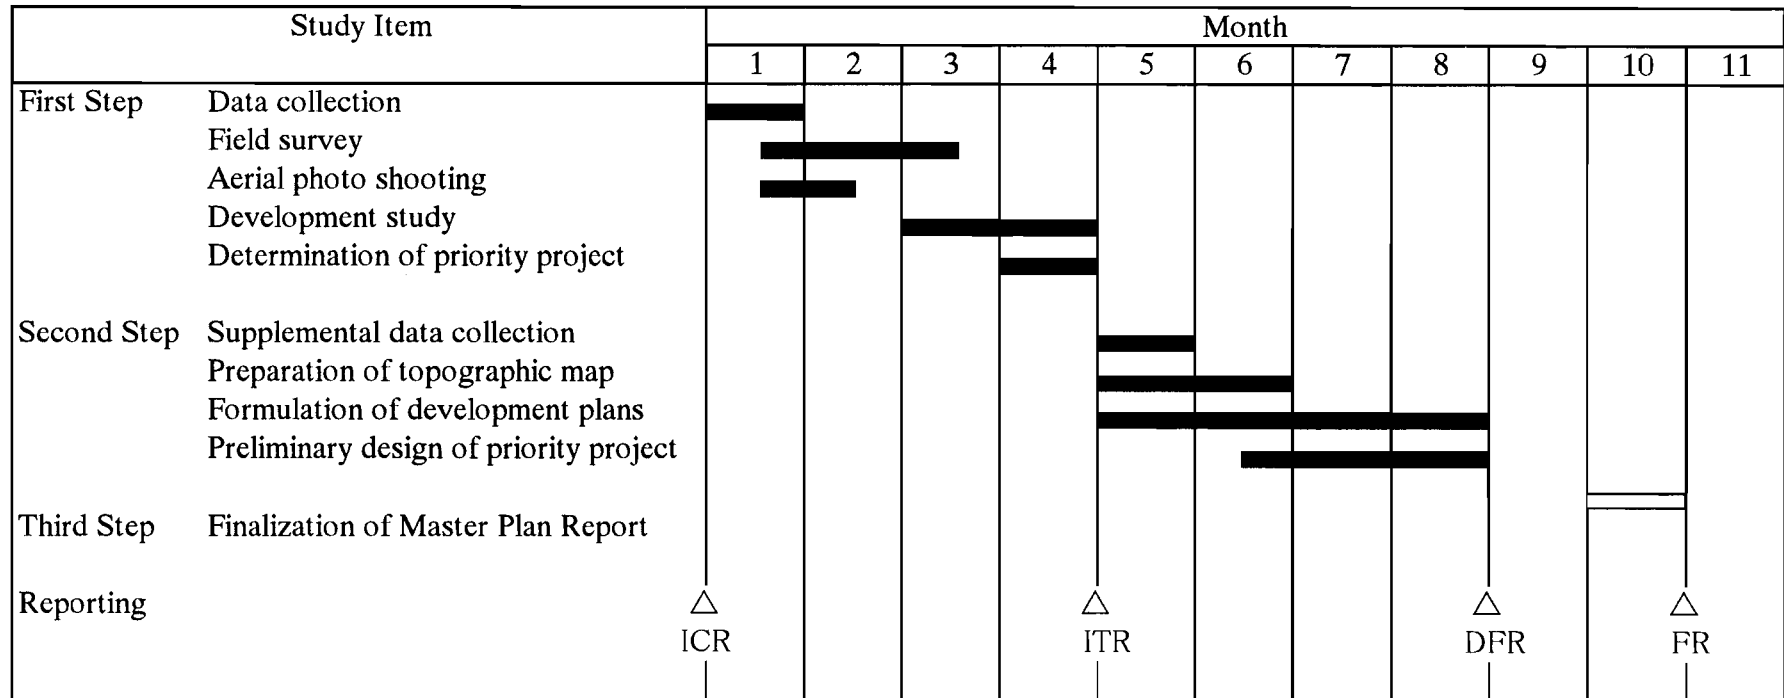 Study Item Month
1 2 3 4 5 6 7 8 9 10 11
First Step Data collection
Field survey
Aerial photo shooting
Development study
Determination of priority project
Second Step Supplemental data collection
Preparation of topographic map
Formulation of development plans
Preliminary design of priority project
Third Step Finalization of Master Plan Report
Reporting
ICR ITR DFR FR